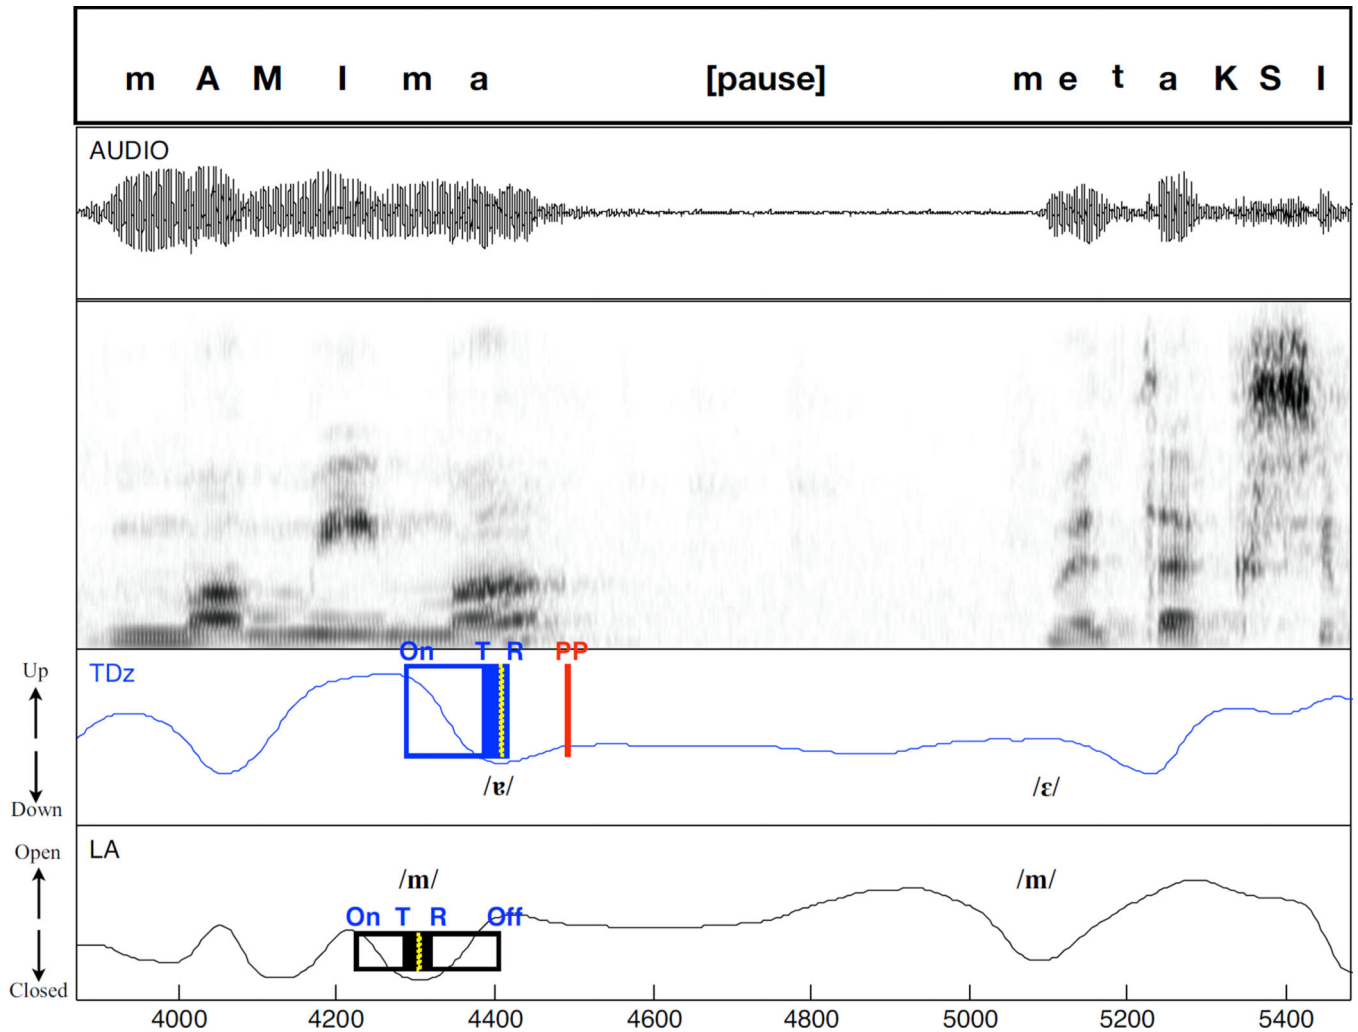 m A M I m a [pause] m e t a K S I
AUDIO
On T R PP
Up
TDz
Down
/ɐ/ /ɛ/
Open
LA
/m/ /m/
On T R Off
Closed
4000 4200 4400 4600 4800 5000 5200 5400